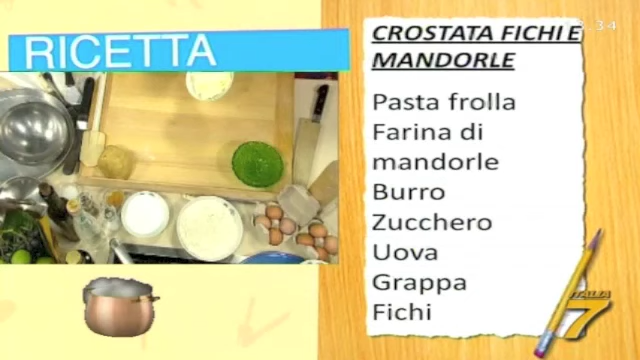 RICETTA
CROSTATA FICHI E
MANDORLE
Pasta frolla
Farina di
mandorle
Burro
Zucchero
Uova
Grappa
Fichi
ITALIA
7